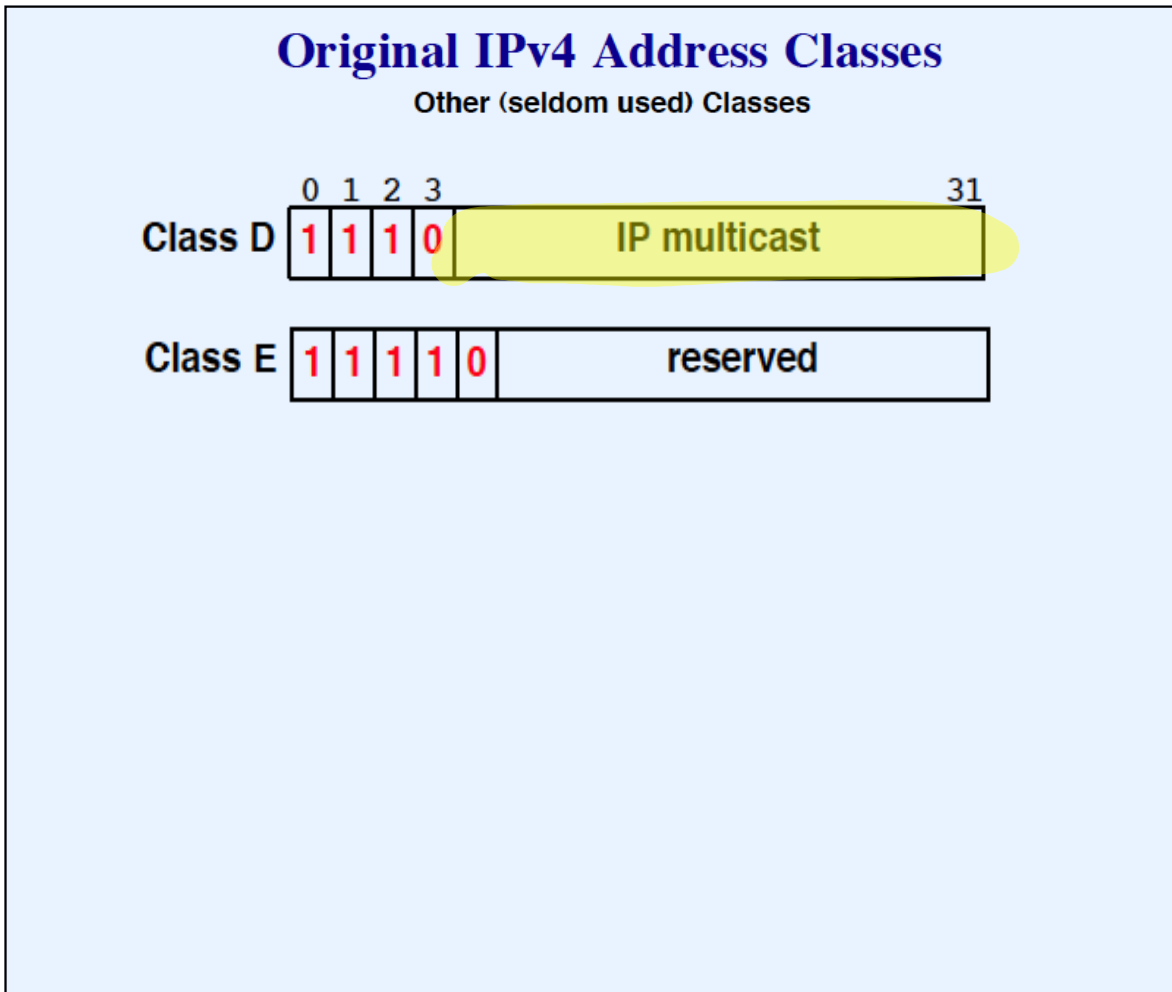 Original IPv4 Address Classes
Other (seldom used) Classes
0 1 2 3 31
Class D 1 1 1 0 IP multicast
Class E 1 1 1 1 0 reserved